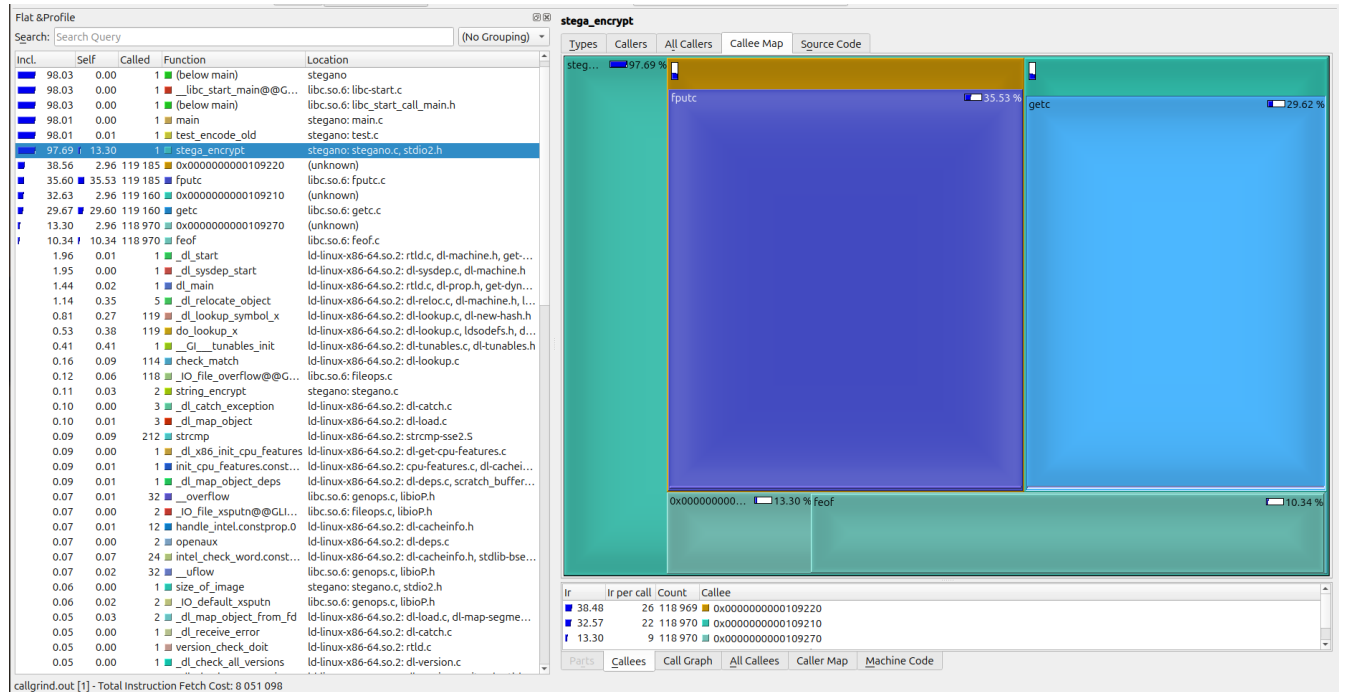 Flat &Profile
Search: Search Query (No Grouping)
Incl. Self Called Function Location
98.03 0.00 1 (below main) stegano
98.03 0.00 1 __libc_start_main@@G... libc.so.6: libc-start.c
98.03 0.00 1 (below main) libc.so.6: libc_start_call_main.h
98.01 0.00 1 main stegano: main.c
98.01 0.01 1 test_encode_old stegano: test.c
97.69 13.30 1 stega_encrypt stegano: stegano.c, stdio2.h
38.56 2.96 119 185 0x0000000000109220 (unknown)
35.60 35.53 119 185 fputc libc.so.6: fputc.c
32.63 2.96 119 160 0x0000000000109210 (unknown)
29.67 29.60 119 160 getc libc.so.6: getc.c
13.30 2.96 118 970 0x0000000000109270 (unknown)
10.34 10.34 118 970 feof libc.so.6: feof.c
1.96 0.01 1 _dl_start ld-linux-x86-64.so.2: rtld.c, dl-machine.h, get-...
1.95 0.00 1 _dl_sysdep_start ld-linux-x86-64.so.2: dl-sysdep.c, dl-machine.h
1.44 0.02 1 dl_main ld-linux-x86-64.so.2: rtld.c, dl-prop.h, get-dyn...
1.14 0.35 5 _dl_relocate_object ld-linux-x86-64.so.2: dl-reloc.c, dl-machine.h, l...
0.81 0.27 119 _dl_lookup_symbol_x ld-linux-x86-64.so.2: dl-lookup.c, dl-new-hash.h
0.53 0.38 119 do_lookup_x ld-linux-x86-64.so.2: dl-lookup.c, ldsodefs.h, d...
0.41 0.41 1 __GI___tunables_init ld-linux-x86-64.so.2: dl-tunables.c, dl-tunables.h
0.16 0.09 114 check_match ld-linux-x86-64.so.2: dl-lookup.c
0.12 0.06 118 _IO_file_overflow@@G... libc.so.6: fileops.c
0.11 0.03 2 string_encrypt stegano: stegano.c
0.10 0.00 3 _dl_catch_exception ld-linux-x86-64.so.2: dl-catch.c
0.10 0.01 3 _dl_map_object ld-linux-x86-64.so.2: dl-load.c
0.09 0.09 212 strcmp ld-linux-x86-64.so.2: strcmp-sse2.S
0.09 0.00 1 _dl_x86_init_cpu_features ld-linux-x86-64.so.2: dl-get-cpu-features.c
0.09 0.01 1 init_cpu_features.const... ld-linux-x86-64.so.2: cpu-features.c, dl-cachei...
0.09 0.01 1 _dl_map_object_deps ld-linux-x86-64.so.2: dl-deps.c, scratch_buffer...
0.07 0.01 32 __overflow libc.so.6: genops.c, libioP.h
0.07 0.00 2 _IO_file_xsputn@@GLI... libc.so.6: fileops.c, libioP.h
0.07 0.01 12 handle_intel.constprop.0 ld-linux-x86-64.so.2: dl-cacheinfo.h
0.07 0.00 2 openaux ld-linux-x86-64.so.2: dl-deps.c
0.07 0.07 24 intel_check_word.const... ld-linux-x86-64.so.2: dl-cacheinfo.h, stdlib-bse...
0.07 0.02 32 __uflow libc.so.6: genops.c, libioP.h
0.06 0.00 1 size_of_image stegano: stegano.c, stdio2.h
0.06 0.02 2 _IO_default_xsputn libc.so.6: genops.c, libioP.h
0.05 0.03 2 _dl_map_object_from_fd ld-linux-x86-64.so.2: dl-load.c, dl-map-segme...
0.05 0.00 1 _dl_receive_error ld-linux-x86-64.so.2: dl-catch.c
0.05 0.00 1 version_check_doit ld-linux-x86-64.so.2: rtld.c
0.05 0.00 1 _dl_check_all_versions ld-linux-x86-64.so.2: dl-version.c
callgrind.out [1] - Total Instruction Fetch Cost: 8 051 098
stega_encrypt
Types Callers All Callers Callee Map Source Code
steg... 97.69 %
fputc 35.53 %
getc 29.62 %
0x000000000... 13.30 %
feof 10.34 %
Ir Ir per call Count Callee
38.48 26 118 969 0x0000000000109220
32.57 22 118 970 0x0000000000109210
13.30 9 118 970 0x0000000000109270
Parts Callees Call Graph All Callees Caller Map Machine Code